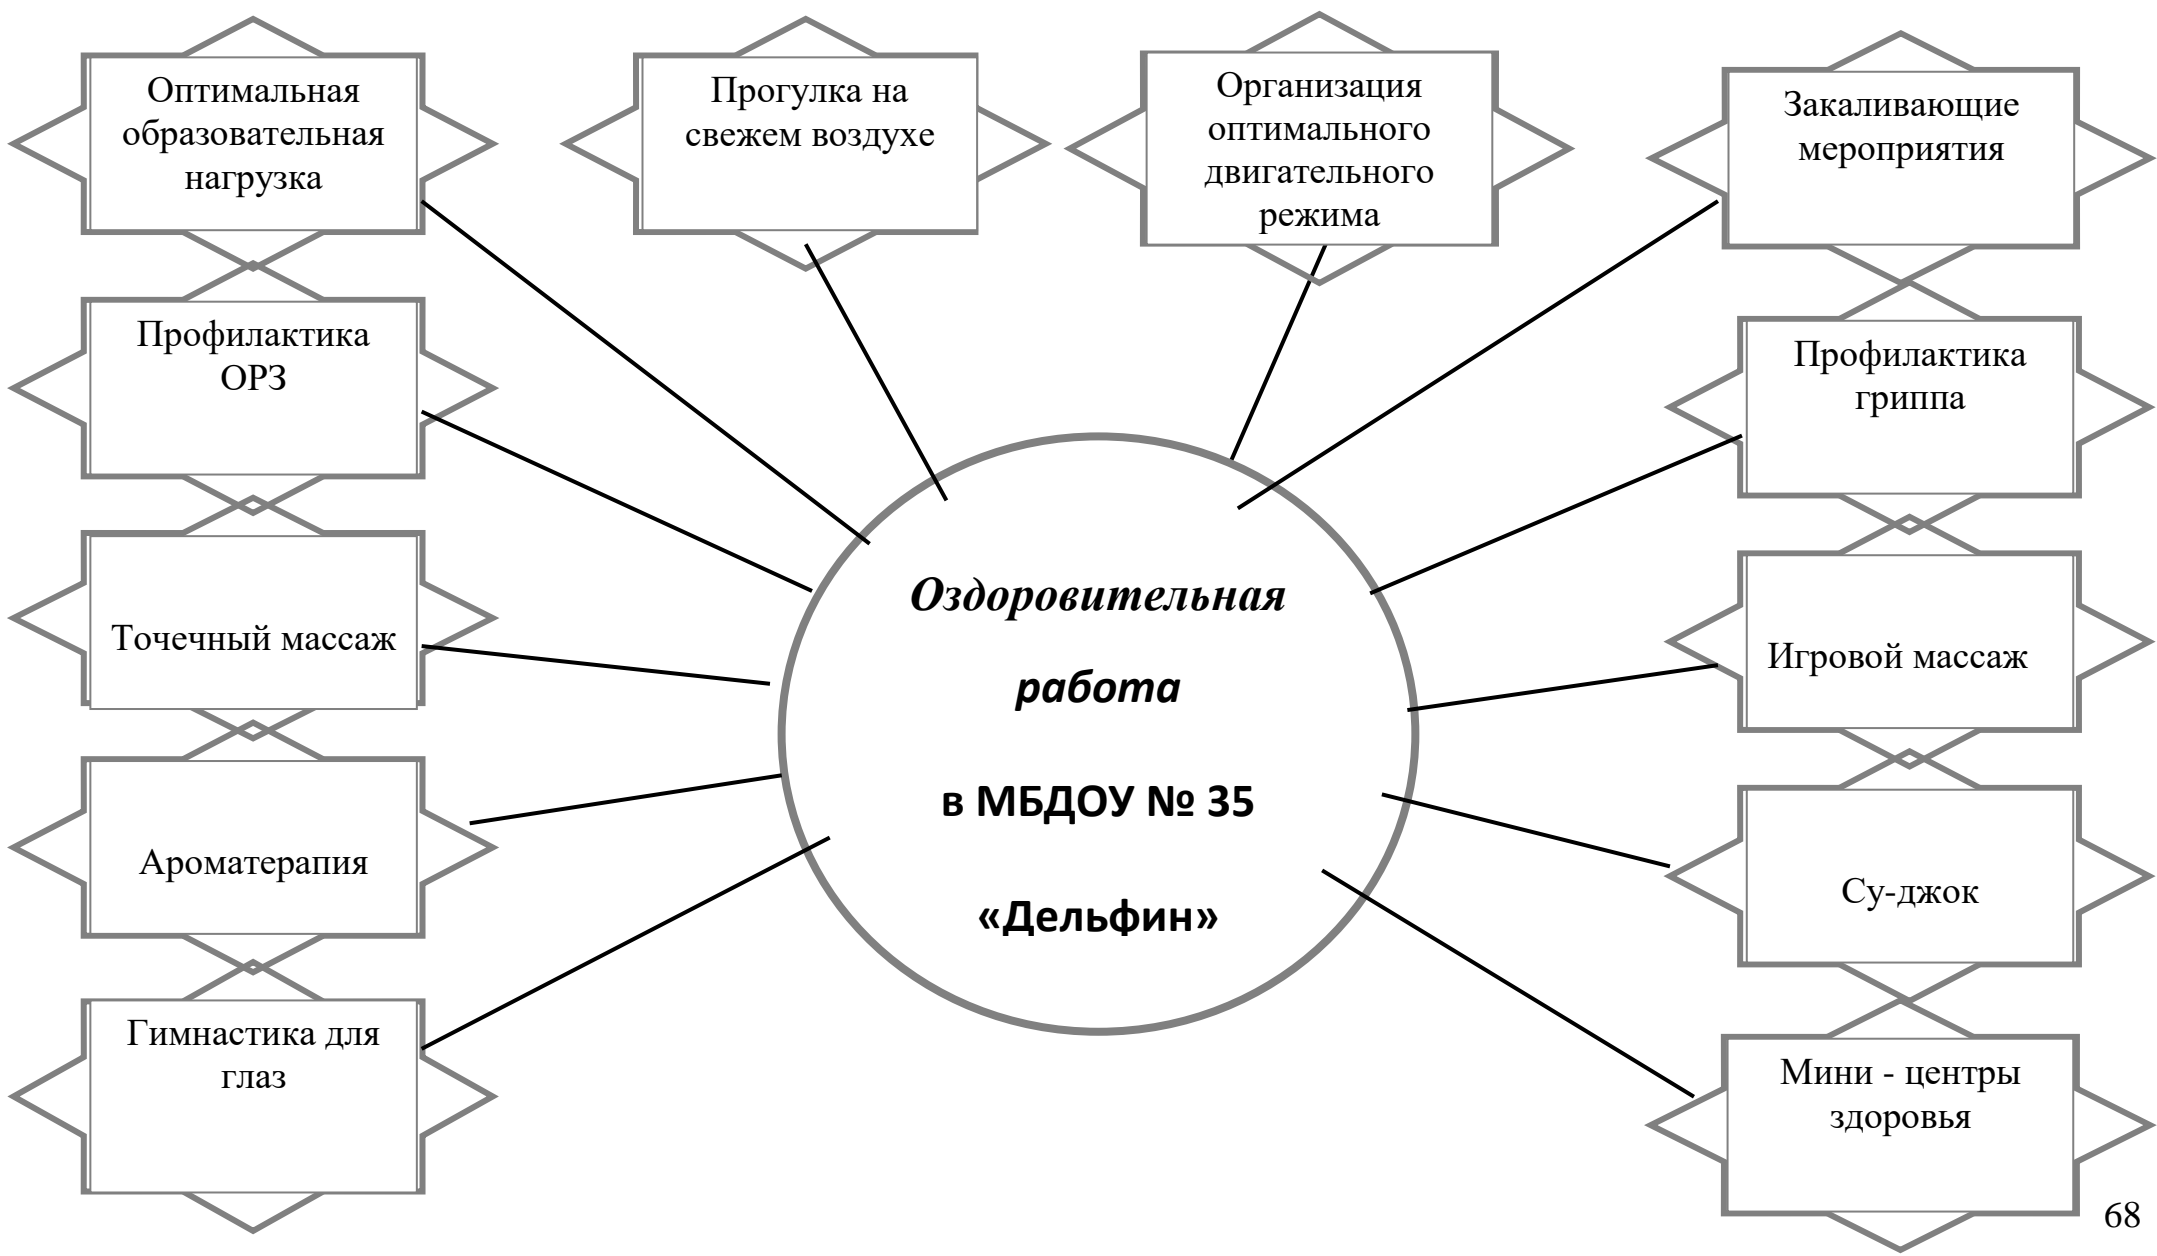 Оптимальная
образовательная
нагрузка
Прогулка на
свежем воздухе
Организация
оптимального
двигательного
режима
Закаливающие
мероприятия
Профилактика
ОРЗ
Профилактика
гриппа
Точечный массаж
Игровой массаж
Ароматерапия
Су-джок
Гимнастика для
глаз
Мини - центры
здоровья
Оздоровительная
работа
в МБДОУ № 35
«Дельфин»
68